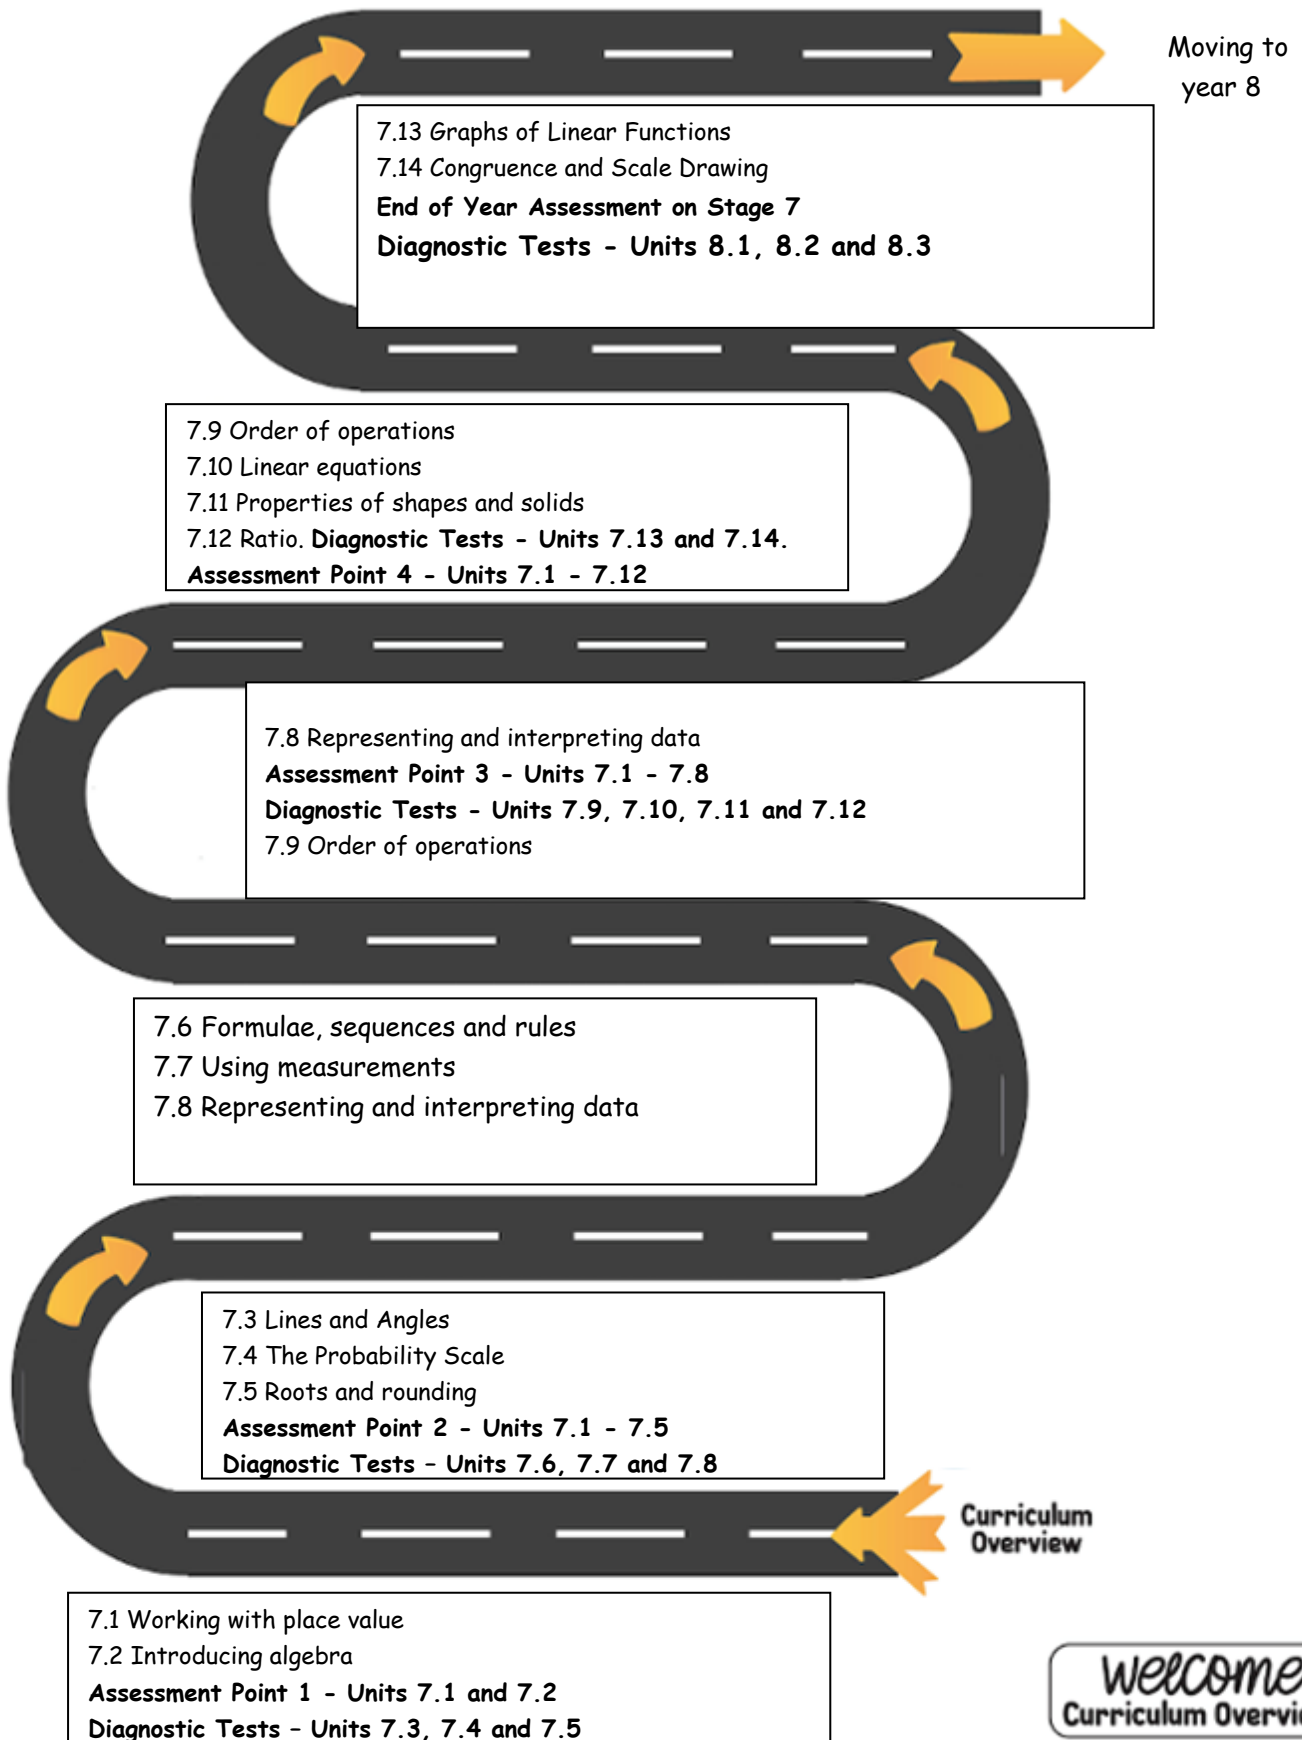 Moving to
year 8
7.13 Graphs of Linear Functions
7.14 Congruence and Scale Drawing
End of Year Assessment on Stage 7
Diagnostic Tests - Units 8.1, 8.2 and 8.3
7.9 Order of operations
7.10 Linear equations
7.11 Properties of shapes and solids
7.12 Ratio. Diagnostic Tests - Units 7.13 and 7.14.
Assessment Point 4 - Units 7.1 - 7.12
7.8 Representing and interpreting data
Assessment Point 3 - Units 7.1 - 7.8
Diagnostic Tests - Units 7.9, 7.10, 7.11 and 7.12
7.9 Order of operations
7.6 Formulae, sequences and rules
7.7 Using measurements
7.8 Representing and interpreting data
7.3 Lines and Angles
7.4 The Probability Scale
7.5 Roots and rounding
Assessment Point 2 - Units 7.1 - 7.5
Diagnostic Tests – Units 7.6, 7.7 and 7.8
Curriculum
Overview
7.1 Working with place value
7.2 Introducing algebra
Assessment Point 1 - Units 7.1 and 7.2
Diagnostic Tests – Units 7.3, 7.4 and 7.5
Welcome
Curriculum